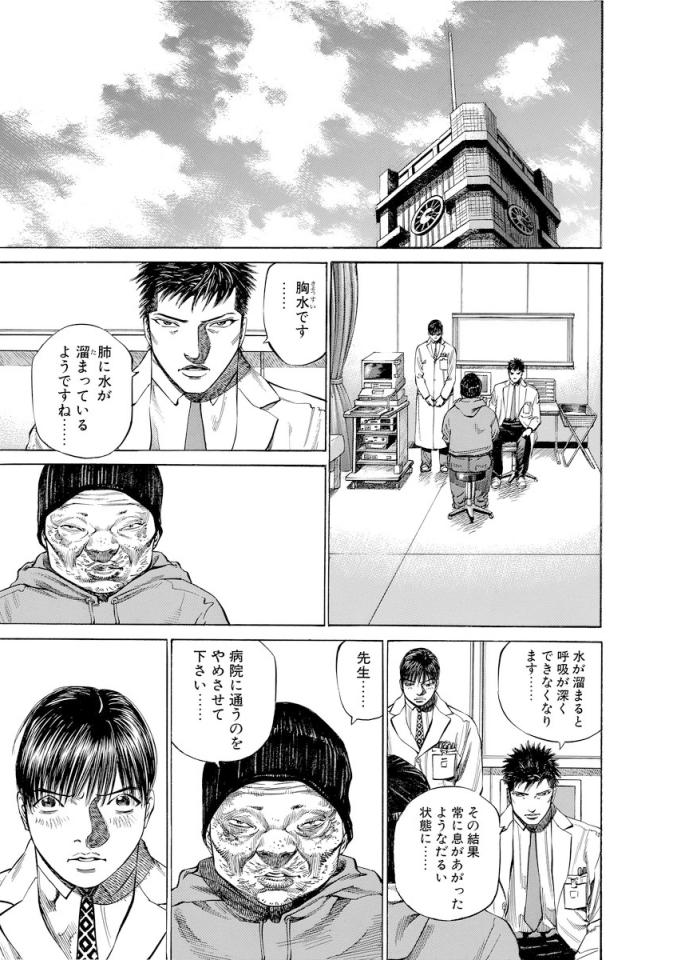 胸水です
……
肺に水が
溜まっている
ようですね……
水が溜まると
呼吸が深く
できなくなり
ます……
その結果
常に息があがった
ようなだるい
状態に……
先生……
病院に通うのを
やめさせて
下さい……